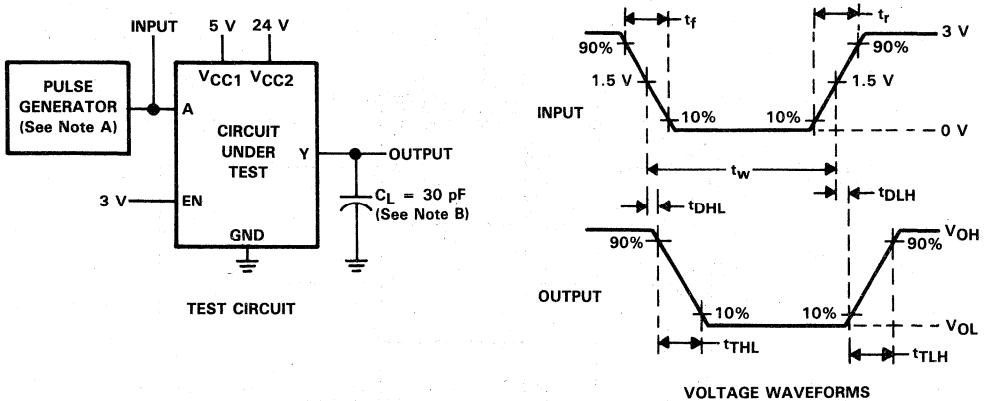 INPUT
5 V
24 V
VCC1
VCC2
PULSE
GENERATOR
(See Note A)
A
CIRCUIT
UNDER
TEST
Y
OUTPUT
CL = 30 pF
(See Note B)
3 V
EN
GND
TEST CIRCUIT
tf
tr
3 V
90%
90%
1.5 V
1.5 V
INPUT
10%
10%
0 V
tw
tDHL
tDLH
VOH
90%
90%
OUTPUT
10%
10%
VOL
tTHL
tTLH
VOLTAGE WAVEFORMS